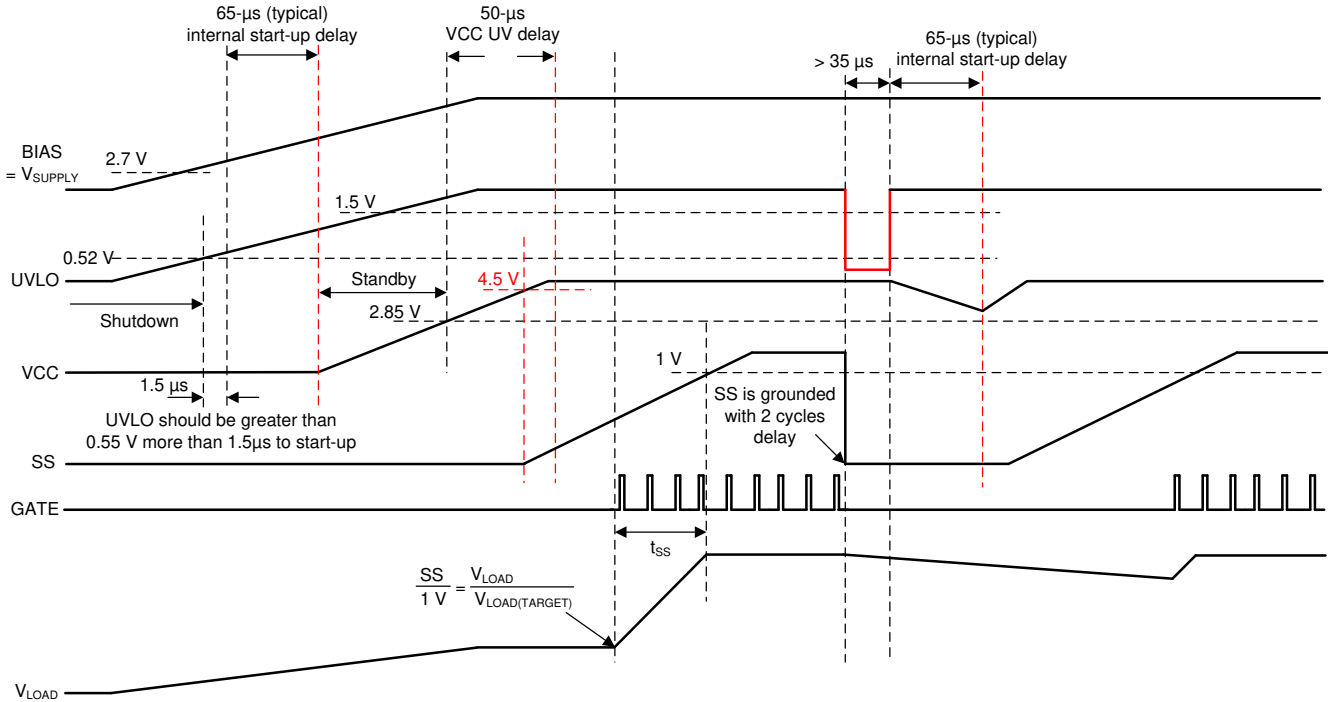 65-µs (typical)
internal start-up delay
50-µs
VCC UV delay
65-µs (typical)
internal start-up delay
> 35 µs
BIAS
= VSUPPLY
2.7 V
1.5 V
0.52 V
UVLO
Standby
4.5 V
Shutdown
2.85 V
VCC
1 V
1.5 µs
UVLO should be greater than
0.55 V more than 1.5µs to start-up
SS is grounded
with 2 cycles
delay
SS
GATE
tSS
SS
1 V
=
VLOAD
VLOAD(TARGET)
VLOAD